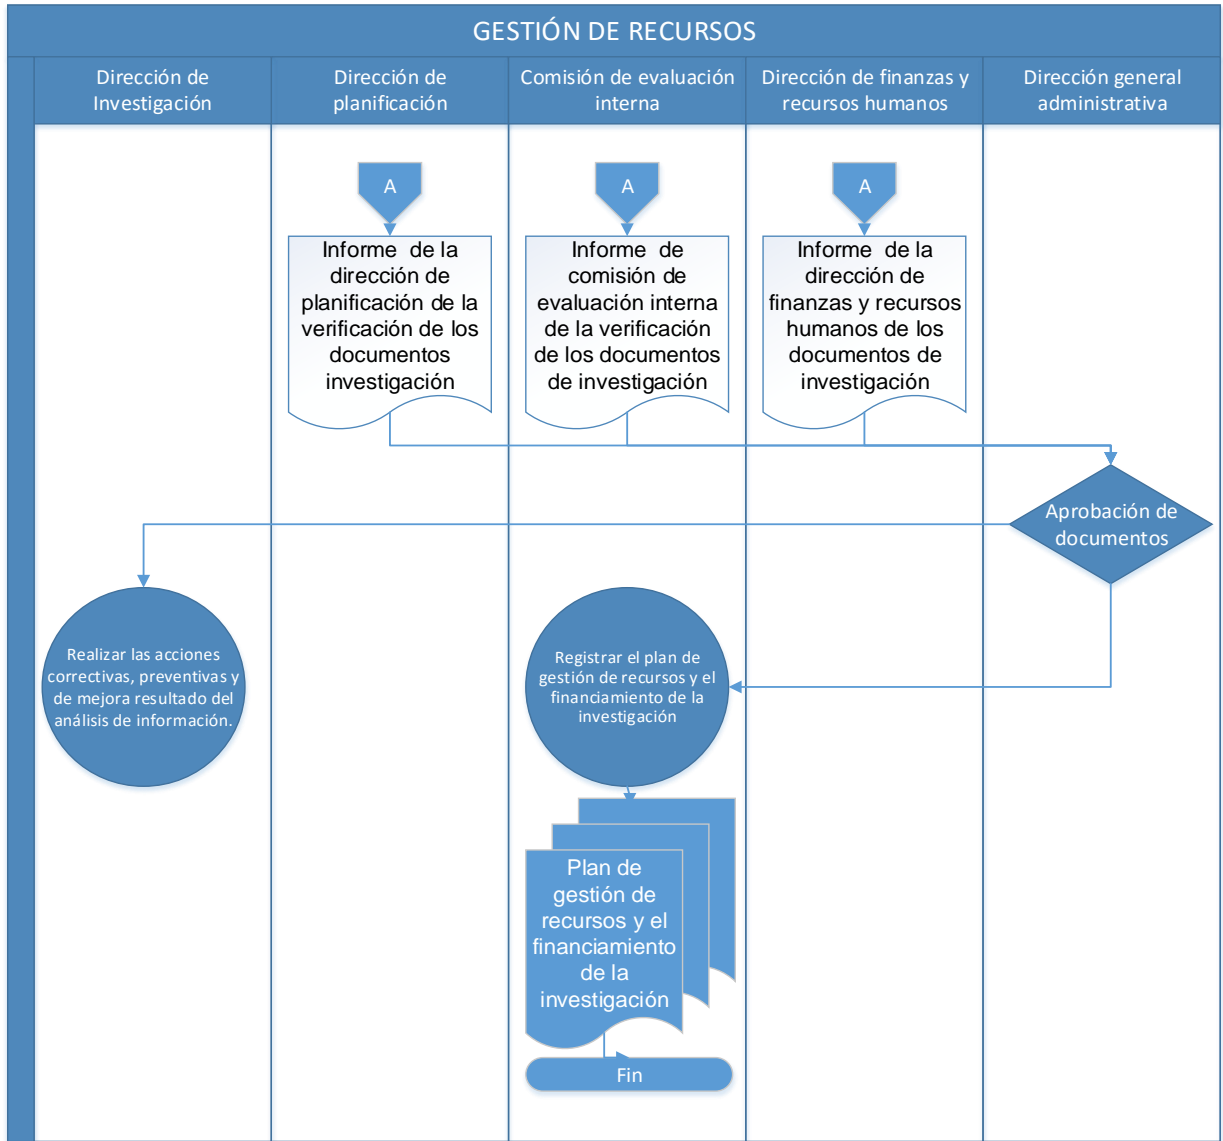 GESTIÓN DE RECURSOS
Dirección de
Investigación
Dirección de
planificación
Comisión de evaluación
interna
Dirección de finanzas y
recursos humanos
Dirección general
administrativa
A
A
A
Informe de la
dirección de
planificación de la
verificación de los
documentos
investigación
Informe de
comisión de
evaluación interna
de la verificación
de los documentos
de investigación
Informe de la
dirección de
finanzas y recursos
humanos de los
documentos de
investigación
Aprobación de
documentos
Realizar las acciones
correctivas, preventivas y
de mejora resultado del
análisis de información.
Registrar el plan de
gestión de recursos y el
financiamiento de la
investigación
Plan de
gestión de
recursos y el
financiamiento
de la
investigación
Fin